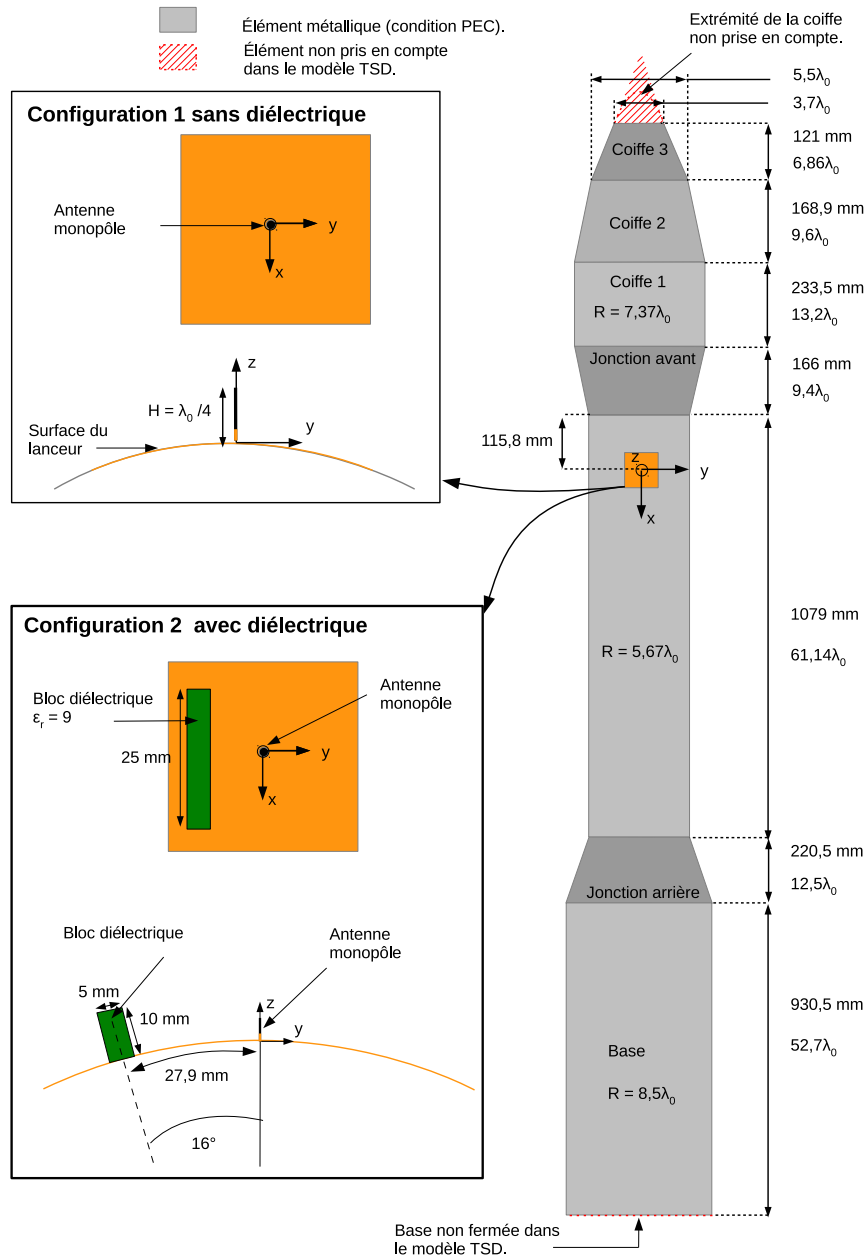 Élément métallique (condition PEC).
Élément non pris en compte
dans le modèle TSD.
Extrémité de la coiffe
non prise en compte.
5,5λ₀
3,7λ₀
Configuration 1 sans diélectrique
Antenne
monopôle
y
x
z
H = λ₀ /4
y
Surface du
lanceur
Coiffe 3
121 mm
6,86λ₀
Coiffe 2
168,9 mm
9,6λ₀
Coiffe 1
R = 7,37λ₀
233,5 mm
13,2λ₀
Jonction avant
166 mm
9,4λ₀
115,8 mm
z
y
x
R = 5,67λ₀
1079 mm
61,14λ₀
Configuration 2 avec diélectrique
Bloc diélectrique
εᵣ = 9
Antenne
monopôle
25 mm
y
x
Bloc diélectrique
Antenne
monopôle
5 mm
10 mm
z
y
27,9 mm
16°
Jonction arrière
220,5 mm
12,5λ₀
Base
R = 8,5λ₀
930,5 mm
52,7λ₀
Base non fermée dans
le modèle TSD.